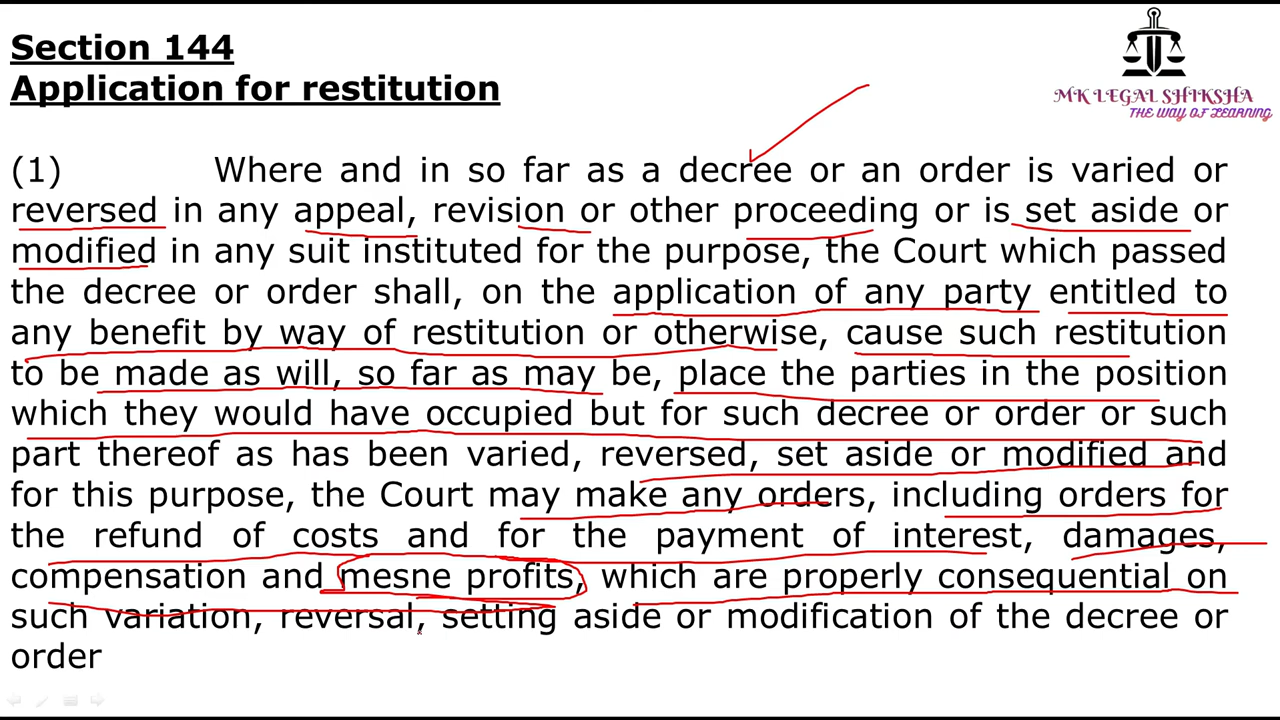 Section 144
Application for restitution
MK LEGAL SHIKSHA
THE WAY OF LEARNING
(1) Where and in so far as a decree or an order is varied or
reversed in any appeal, revision or other proceeding or is set aside or
modified in any suit instituted for the purpose, the Court which passed
the decree or order shall, on the application of any party entitled to
any benefit by way of restitution or otherwise, cause such restitution
to be made as will, so far as may be, place the parties in the position
which they would have occupied but for such decree or order or such
part thereof as has been varied, reversed, set aside or modified and
for this purpose, the Court may make any orders, including orders for
the refund of costs and for the payment of interest, damages,
compensation and mesne profits, which are properly consequential on
such variation, reversal, setting aside or modification of the decree or
order